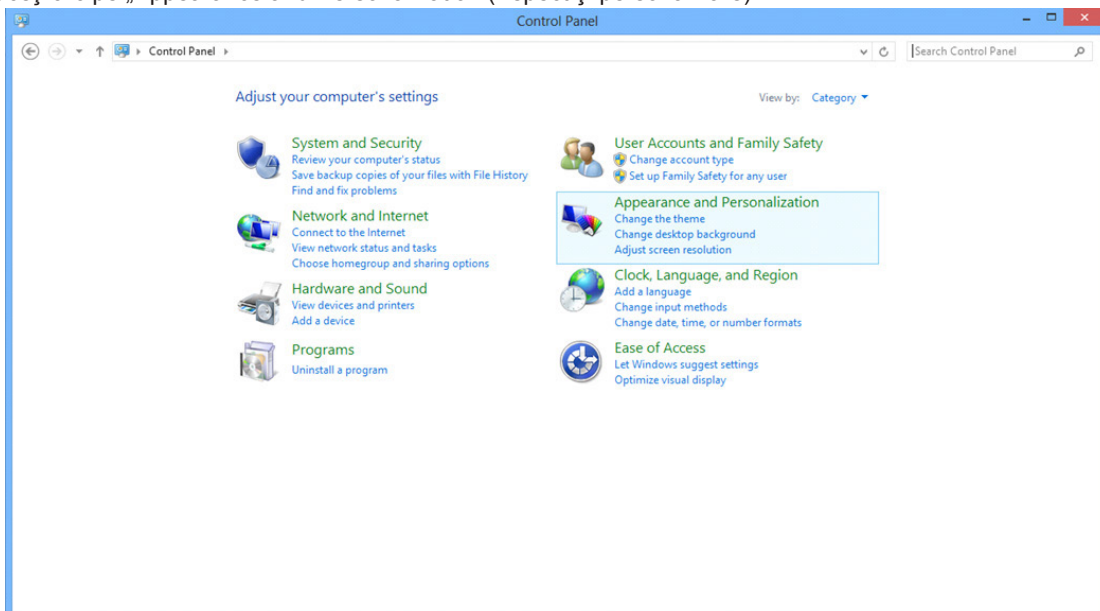 Control Panel
Control Panel
Search Control Panel
Adjust your computer's settings
View by: Category
System and Security
Review your computer's status
Save backup copies of your files with File History
Find and fix problems
Network and Internet
Connect to the Internet
View network status and tasks
Choose homegroup and sharing options
Hardware and Sound
View devices and printers
Add a device
Programs
Uninstall a program
User Accounts and Family Safety
Change account type
Set up Family Safety for any user
Appearance and Personalization
Change the theme
Change desktop background
Adjust screen resolution
Clock, Language, and Region
Add a language
Change input methods
Change date, time, or number formats
Ease of Access
Let Windows suggest settings
Optimize visual display